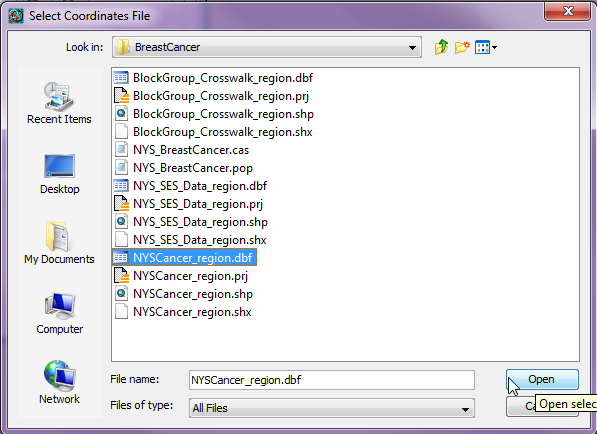 Select Coordinates File
Look in: BreastCancer
Recent Items
Desktop
My Documents
Computer
Network
BlockGroup_Crosswalk_region.dbf
BlockGroup_Crosswalk_region.prj
BlockGroup_Crosswalk_region.shp
BlockGroup_Crosswalk_region.shx
NYS_BreastCancer.cas
NYS_BreastCancer.pop
NYS_SES_Data_region.dbf
NYS_SES_Data_region.prj
NYS_SES_Data_region.shp
NYS_SES_Data_region.shx
NYSCancer_region.dbf
NYSCancer_region.prj
NYSCancer_region.shp
NYSCancer_region.shx
File name: NYSCancer_region.dbf Open
Files of type: All Files
Open selec